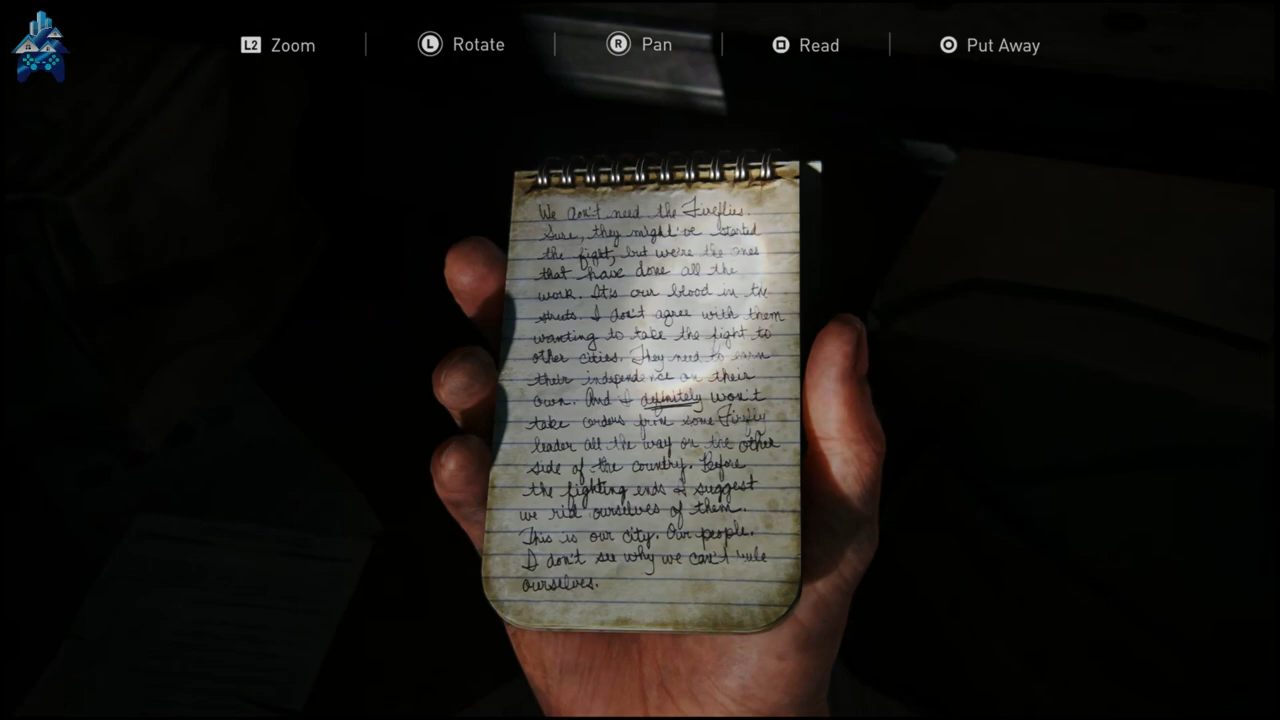 L2 Zoom
L Rotate
R Pan
Read
Put Away
We don't need the Fireflies.
Sure, they might've started
the fight, but we're the ones
that have done all the
work. It's our blood in the
streets. I don't agree with them
wanting to take the fight to
other cities. They need to earn
their independence on their
own. And I definitely won't
take orders from some Firefly
leader all the way on the other
side of the country. Before
the fighting ends I suggest
we rid ourselves of them.
This is our city. Our people.
I don't see why we can't rule
ourselves.